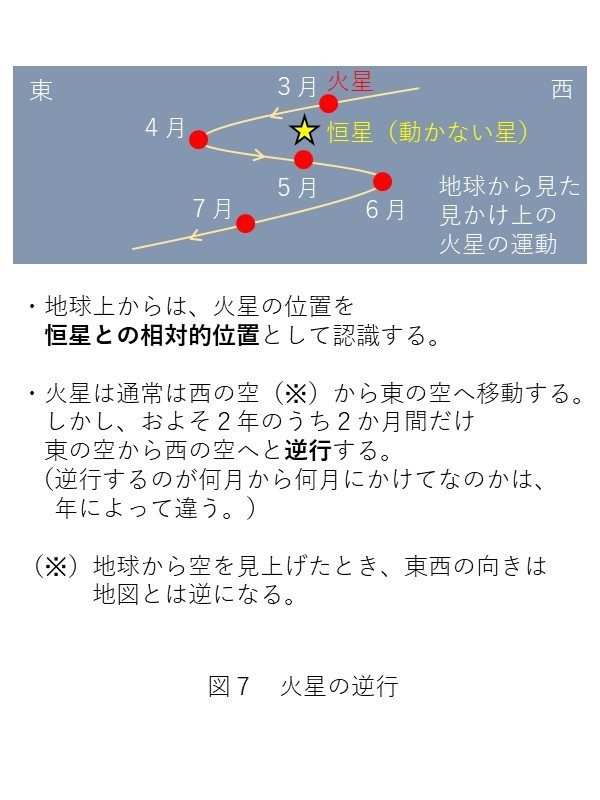 東
西
3月
火星
4月
恒星（動かない星）
5月
6月
7月
地球から見た
見かけ上の
火星の運動
・地球上からは、火星の位置を
恒星との相対的位置として認識する。
・火星は通常は西の空（※）から東の空へ移動する。
しかし、およそ２年のうち２か月間だけ
東の空から西の空へと逆行する。
（逆行するのが何月から何月にかけてなのかは、
年によって違う。）
（※）地球から空を見上げたとき、東西の向きは
地図とは逆になる。
図７　火星の逆行